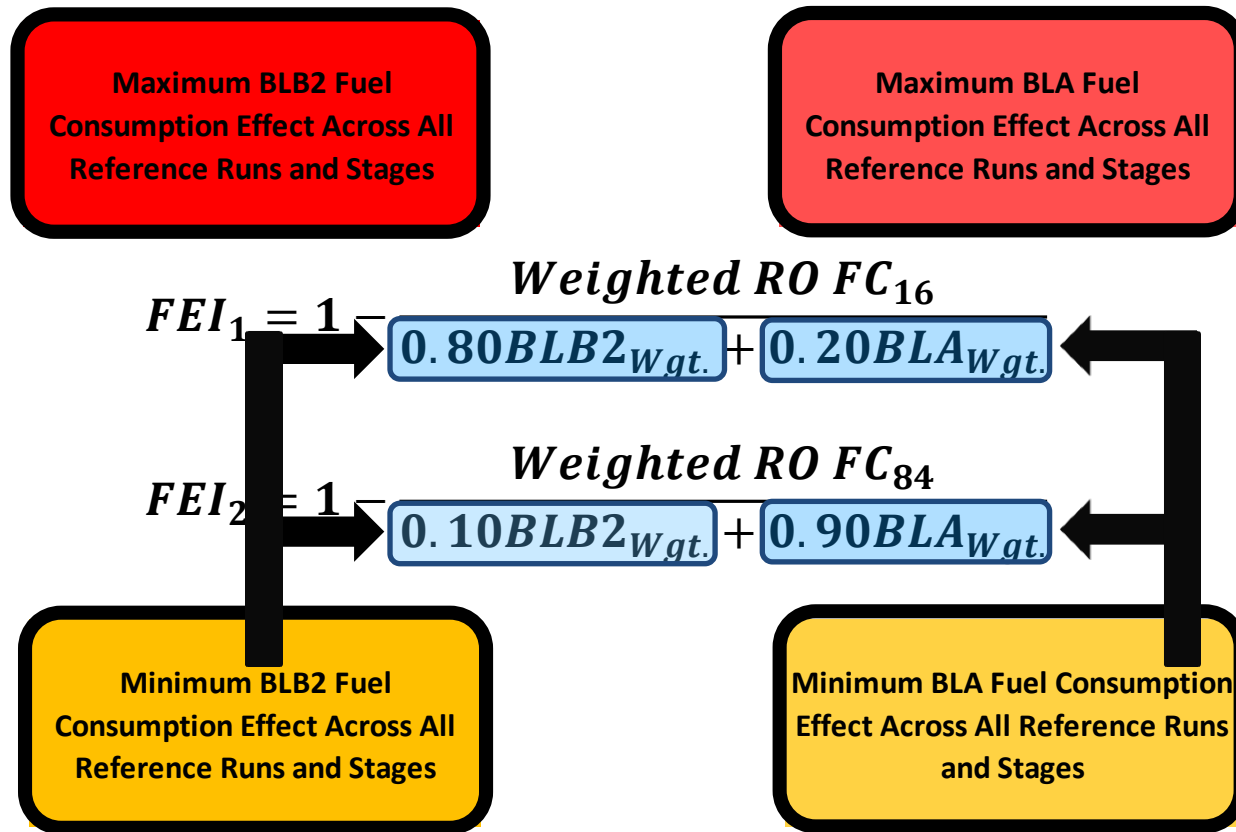 Maximum BLB2 Fuel
Consumption Effect Across All
Reference Runs and Stages
Maximum BLA Fuel
Consumption Effect Across All
Reference Runs and Stages
Weighted RO FC₁₆
FEI₁ = 1 −
0.80BLB2Wgt. + 0.20BLAWgt.
Weighted RO FC₈₄
FEI₂ = 1 −
0.10BLB2Wgt. + 0.90BLAWgt.
Minimum BLB2 Fuel
Consumption Effect Across All
Reference Runs and Stages
Minimum BLA Fuel Consumption
Effect Across All Reference Runs
and Stages